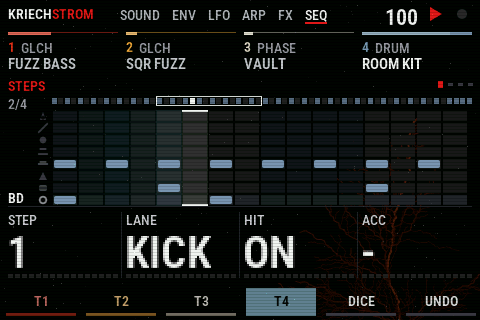 KRIECHSTROM SOUND ENV LFO ARP FX SEQ 100
1 GLCH 2 GLCH 3 PHASE 4 DRUM
FUZZ BASS SQR FUZZ VAULT ROOM KIT
STEPS
2/4
BD
STEP LANE HIT ACC
1 KICK ON -
T1 T2 T3 T4 DICE UNDO